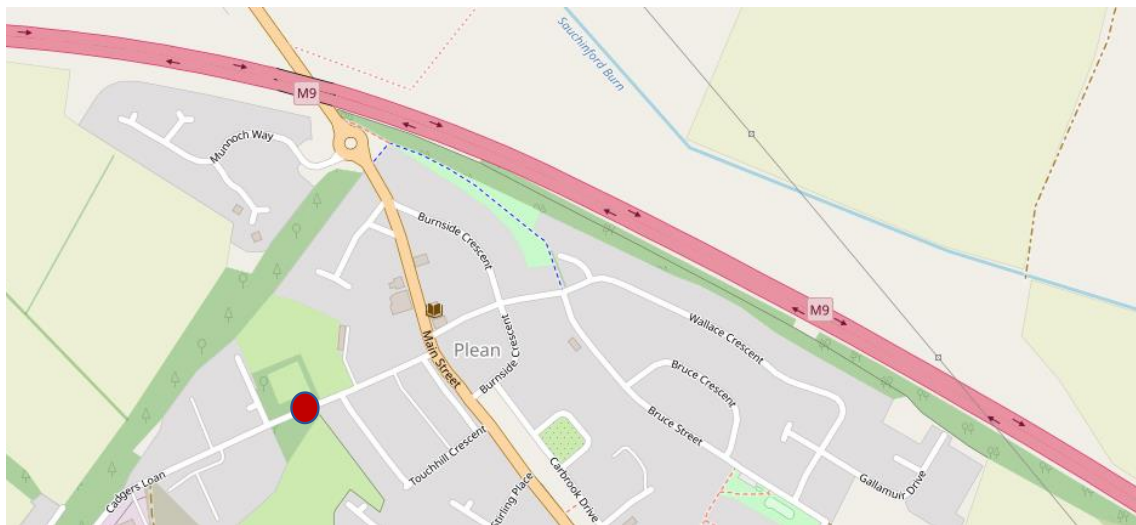 Sauchinford Burn
M9
Munnoch Way
Burnside Crescent
M9
Wallace Crescent
Main Street
Plean
Burnside Crescent
Bruce Crescent
Bruce Street
Touchhill Crescent
Cadgers Loan
Stirling Place
Carbrook Drive
Gallamuir Drive